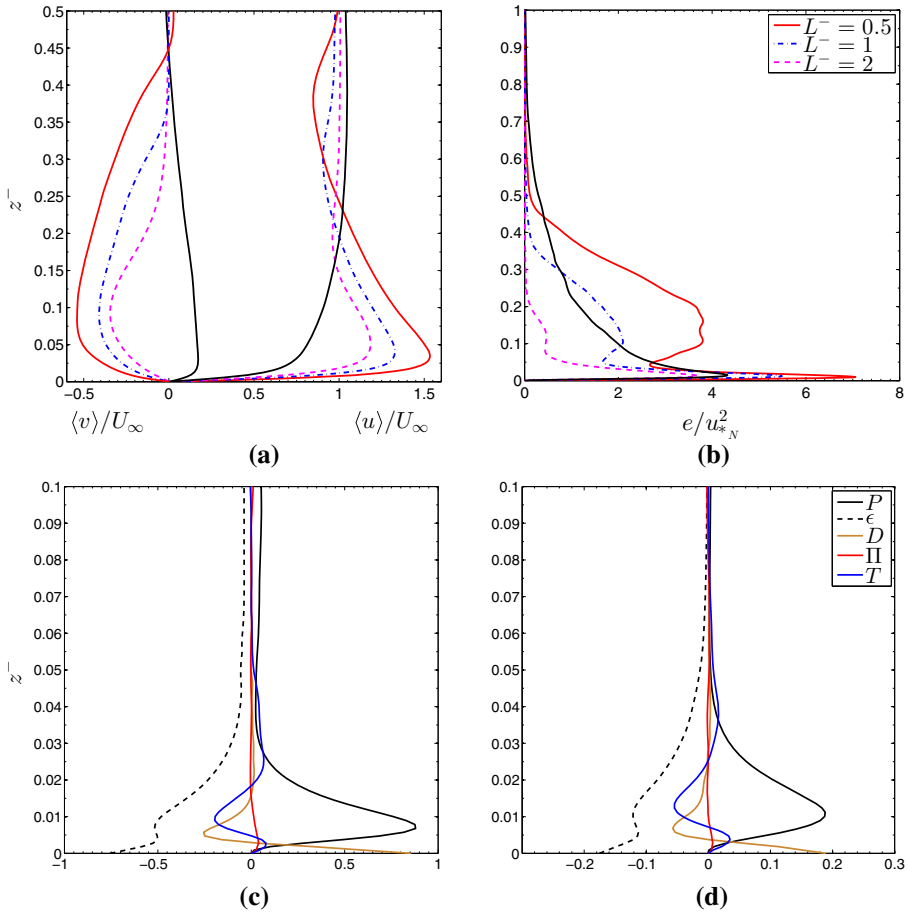 0.5
0.45
0.4
0.35
0.3
0.25
0.2
0.15
0.1
0.05
0
z⁻
−0.5 0 0.5 1 1.5
⟨v⟩/U∞ ⟨u⟩/U∞
(a)
1
0.9
0.8
0.7
0.6
0.5
0.4
0.3
0.2
0.1
0
0 2 4 6 8
L⁻ = 0.5
L⁻ = 1
L⁻ = 2
e/u²*N
(b)
0.1
0.09
0.08
0.07
0.06
0.05
0.04
0.03
0.02
0.01
0
z⁻
−1 −0.5 0 0.5 1
(c)
0.1
0.09
0.08
0.07
0.06
0.05
0.04
0.03
0.02
0.01
0
−0.2 −0.1 0 0.1 0.2 0.3
P
ϵ
D
Π
T
(d)